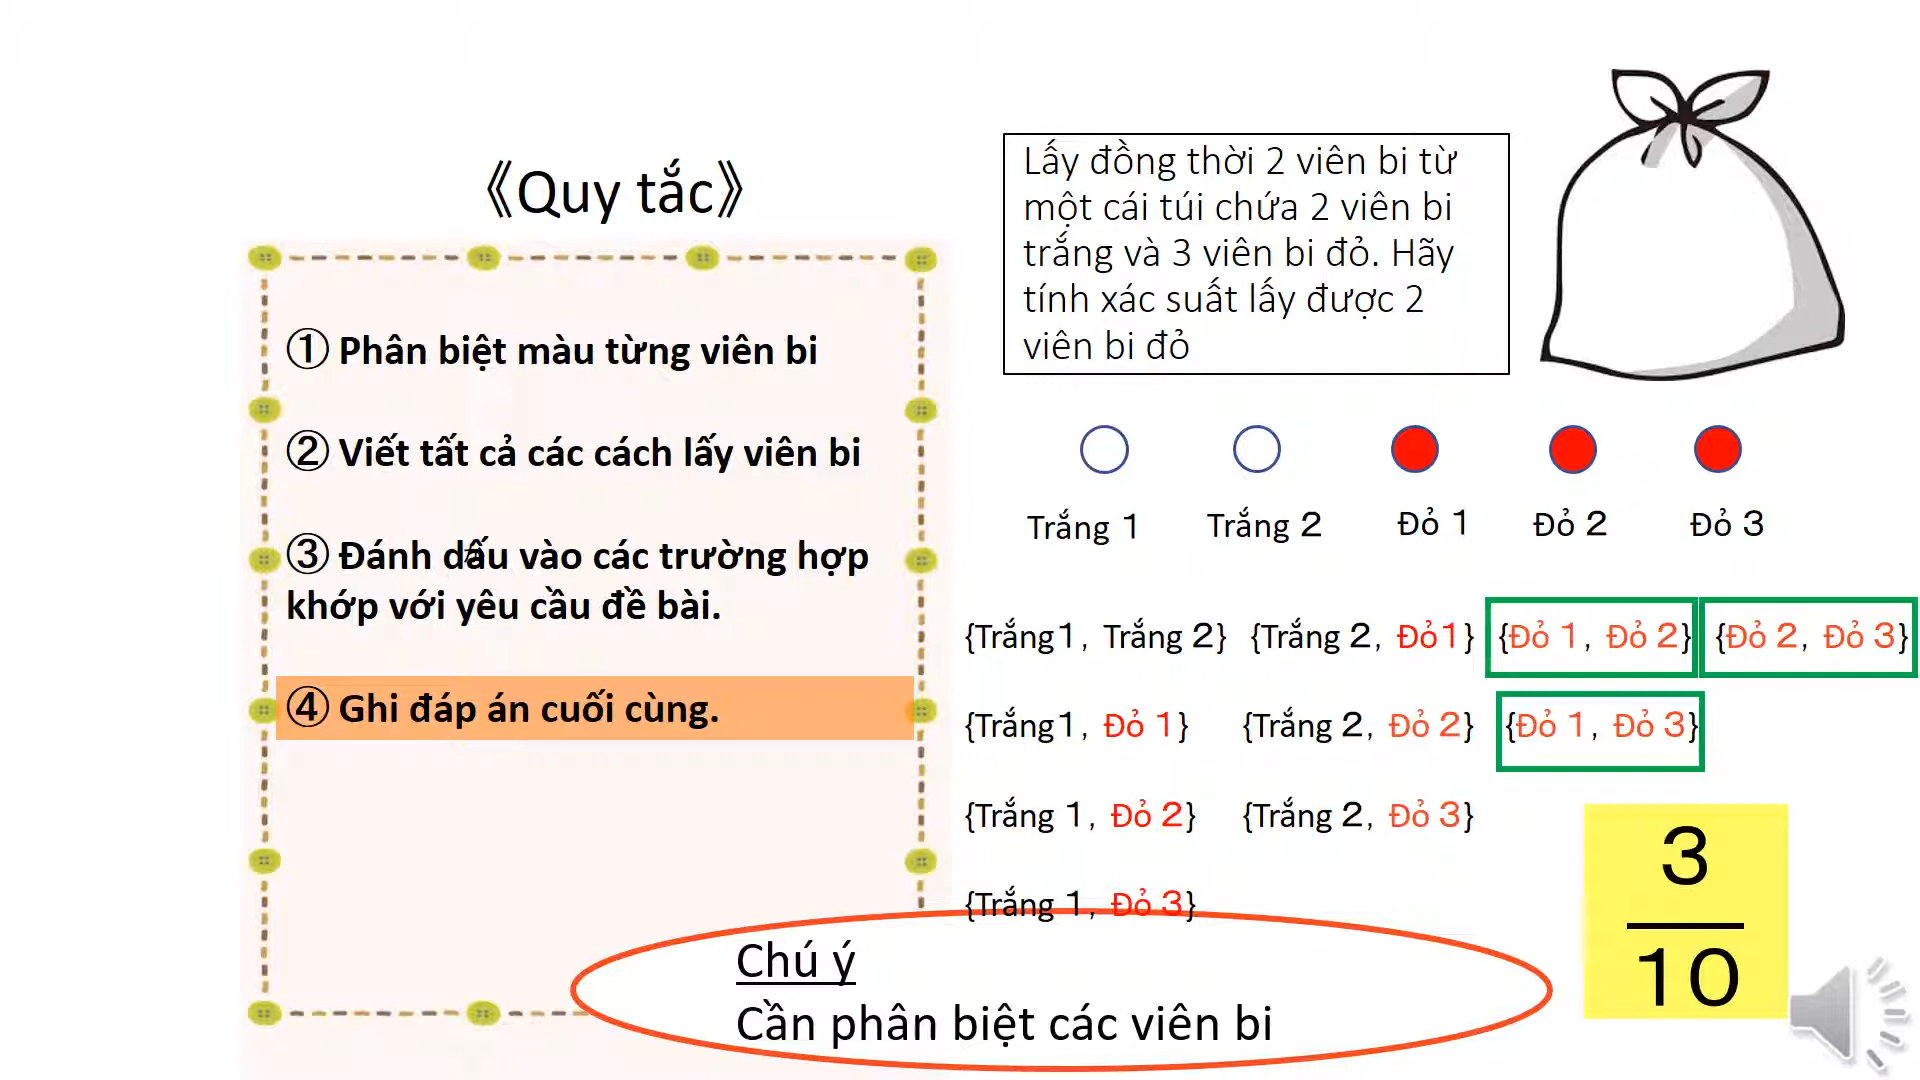 《Quy tắc》
① Phân biệt màu từng viên bi
② Viết tất cả các cách lấy viên bi
③ Đánh dấu vào các trường hợp
khớp với yêu cầu đề bài.
④ Ghi đáp án cuối cùng.
Lấy đồng thời 2 viên bi từ
một cái túi chứa 2 viên bi
trắng và 3 viên bi đỏ. Hãy
tính xác suất lấy được 2
viên bi đỏ
Trắng 1 Trắng 2 Đỏ 1 Đỏ 2 Đỏ 3
{Trắng1, Trắng 2} {Trắng 2, Đỏ1} {Đỏ 1, Đỏ 2} {Đỏ 2, Đỏ 3}
{Trắng1, Đỏ 1} {Trắng 2, Đỏ 2} {Đỏ 1, Đỏ 3}
{Trắng 1, Đỏ 2} {Trắng 2, Đỏ 3}
{Trắng 1, Đỏ 3}
3
10
Chú ý
Cần phân biệt các viên bi